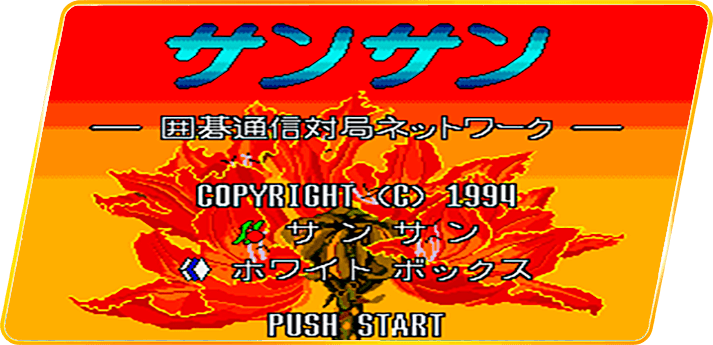 サンサン
― 囲碁通信対局ネットワーク ―
COPYRIGHT (C) 1994
サンサン
ホワイト ボックス
PUSH START